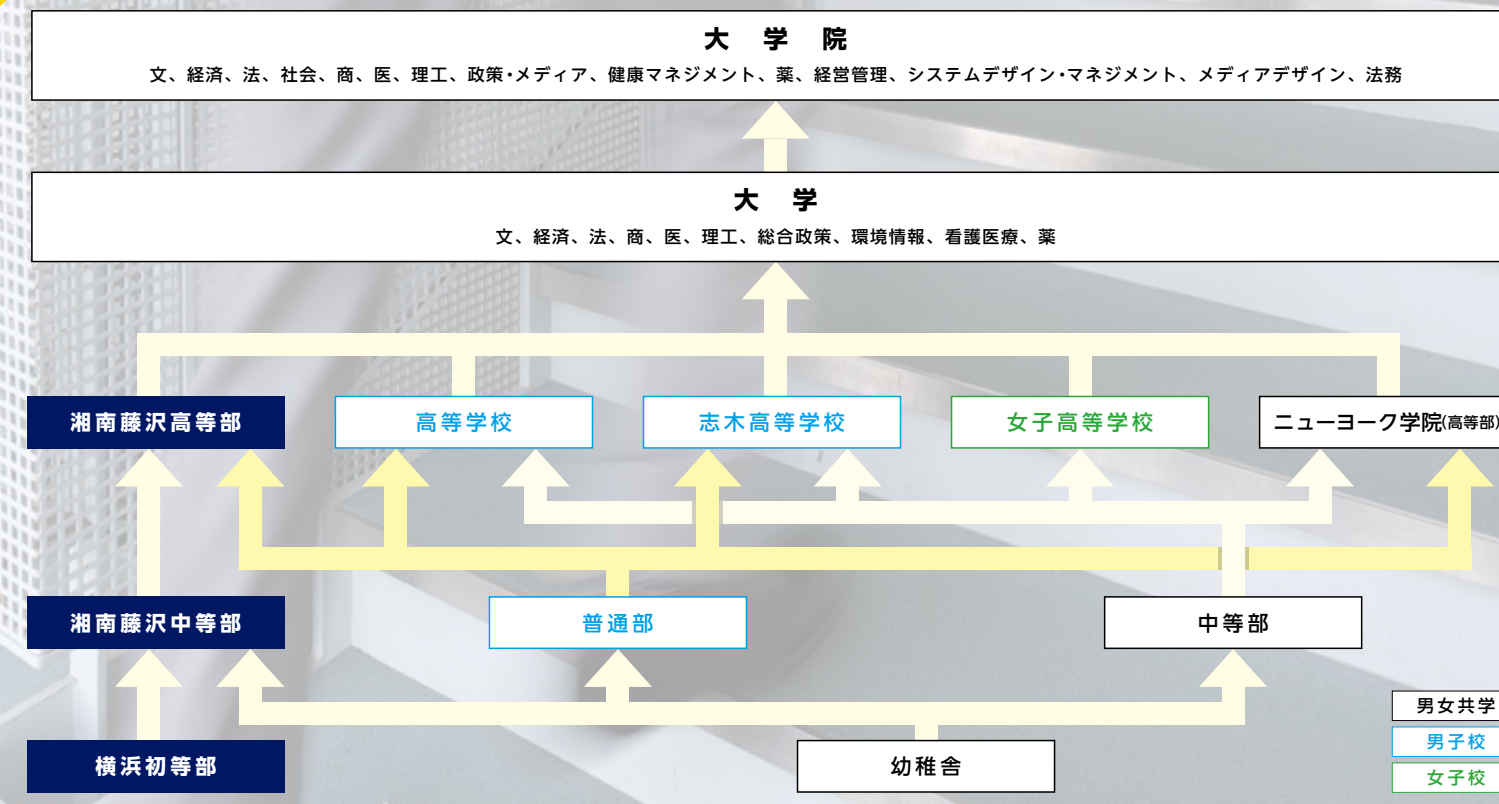 大学院
文、経済、法、社会、商、医、理工、政策・メディア、健康マネジメント、薬、経営管理、システムデザイン・マネジメント、メディアデザイン、法務
大学
文、経済、法、商、医、理工、総合政策、環境情報、看護医療、薬
湘南藤沢高等部
高等学校
志木高等学校
女子高等学校
ニューヨーク学院(高等部)
湘南藤沢中等部
普通部
中等部
横浜初等部
幼稚舎
男女共学
男子校
女子校